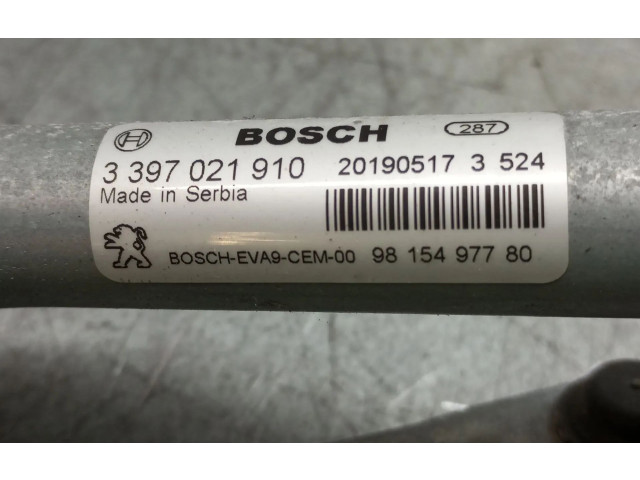 BOSCH 287
3 397 021 910 20190517 3 524
Made in Serbia
BOSCH-EVA9-CEM-00 98 154 977 80